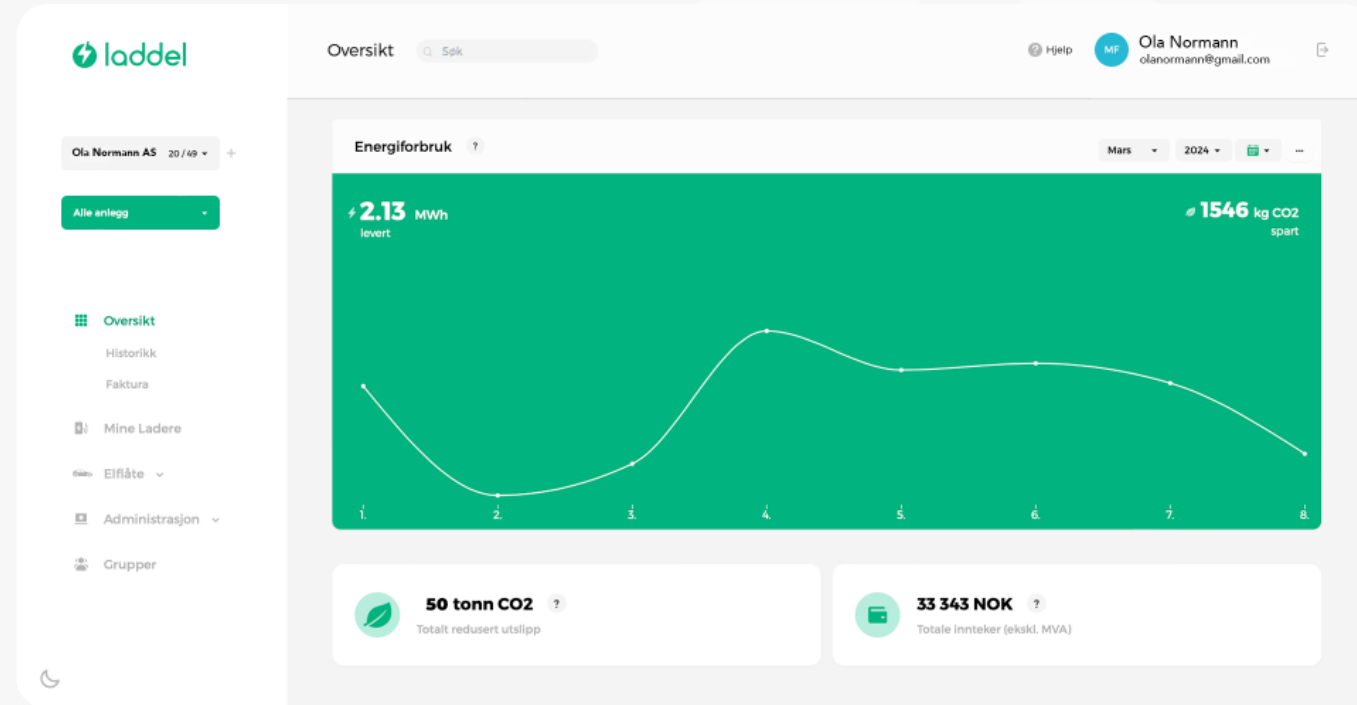 laddel
Ola Normann AS 20/49
+
Alle anlegg
Oversikt
Historikk
Faktura
Mine Ladere
Elflåte
Administrasjon
Grupper
Oversikt
Søk
? Hjelp
MF
Ola Normann
olanormann@gmail.com
Energiforbruk ?
Mars
2024
...
2.13 MWh
levert
1546 kg CO2
spart
1. 2. 3. 4. 5. 6. 7. 8.
50 tonn CO2 ?
Totalt redusert utslipp
33 343 NOK ?
Totale innteker (ekskl. MVA)